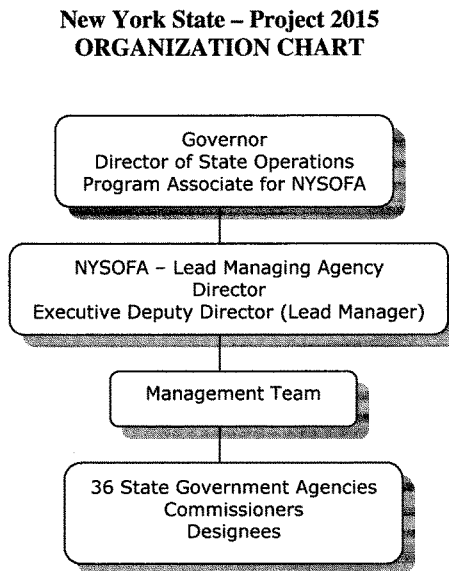 New York State – Project 2015
ORGANIZATION CHART
Governor
Director of State Operations
Program Associate for NYSOFA
NYSOFA – Lead Managing Agency
Director
Executive Deputy Director (Lead Manager)
Management Team
36 State Government Agencies
Commissioners
Designees